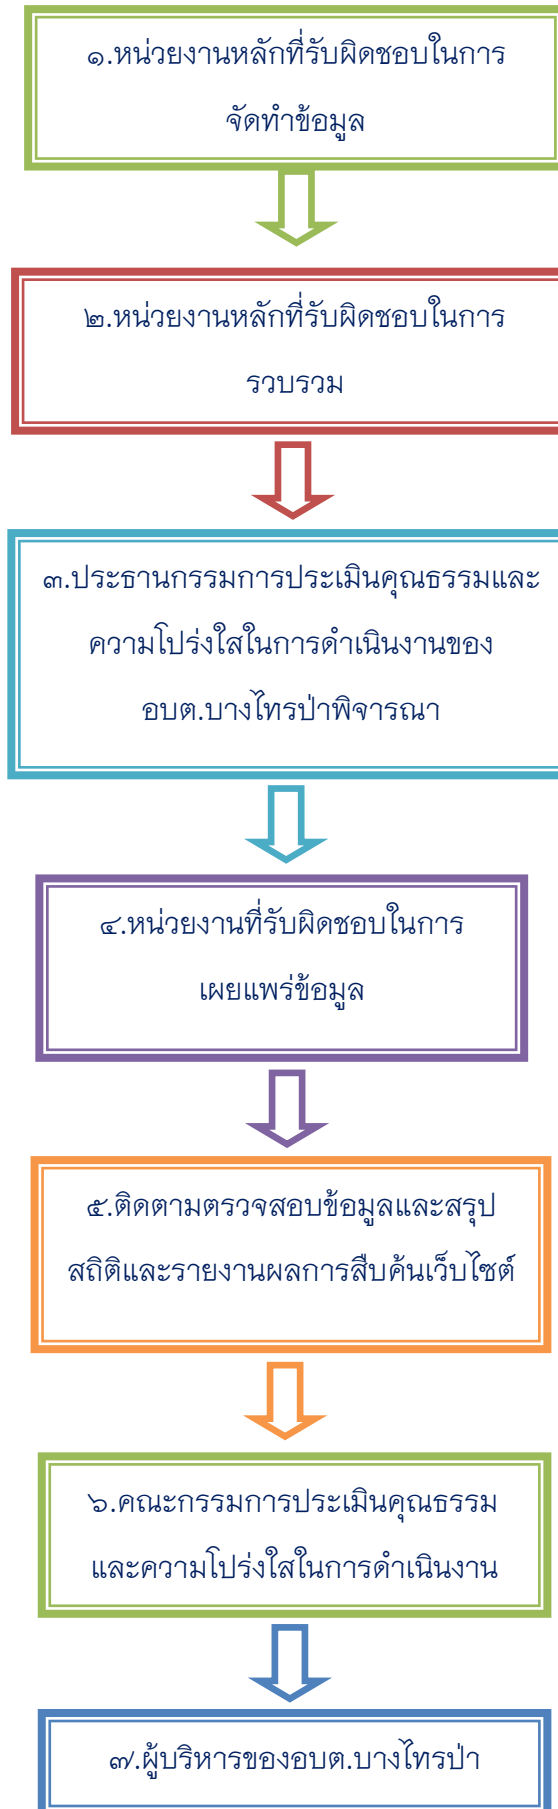 ๑.หน่วยงานหลักที่รับผิดชอบในการ
จัดทำข้อมูล
๒.หน่วยงานหลักที่รับผิดชอบในการ
รวบรวม
๓.ประธานกรรมการประเมินคุณธรรมและ
ความโปร่งใสในการดำเนินงานของ
อบต.บางไทรป่าพิจารณา
๔.หน่วยงานที่รับผิดชอบในการ
เผยแพร่ข้อมูล
๕.ติดตามตรวจสอบข้อมูลและสรุป
สถิติและรายงานผลการสืบค้นเว็บไซต์
๖.คณะกรรมการประเมินคุณธรรม
และความโปร่งใสในการดำเนินงาน
๗.ผู้บริหารของอบต.บางไทรป่า